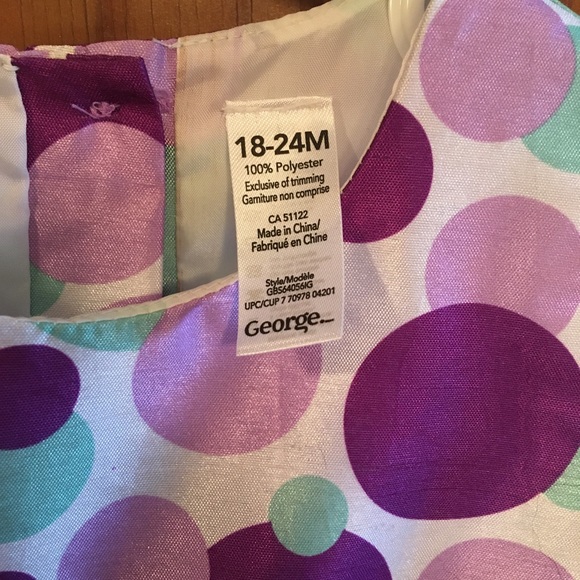 18-24M
100% Polyester
Exclusive of trimming
Garniture non comprise
CA 51122
Made in China/
Fabriqué en Chine
Style/Modèle
GBS64056IG
UPC/CUP 7 70978 04201
George.